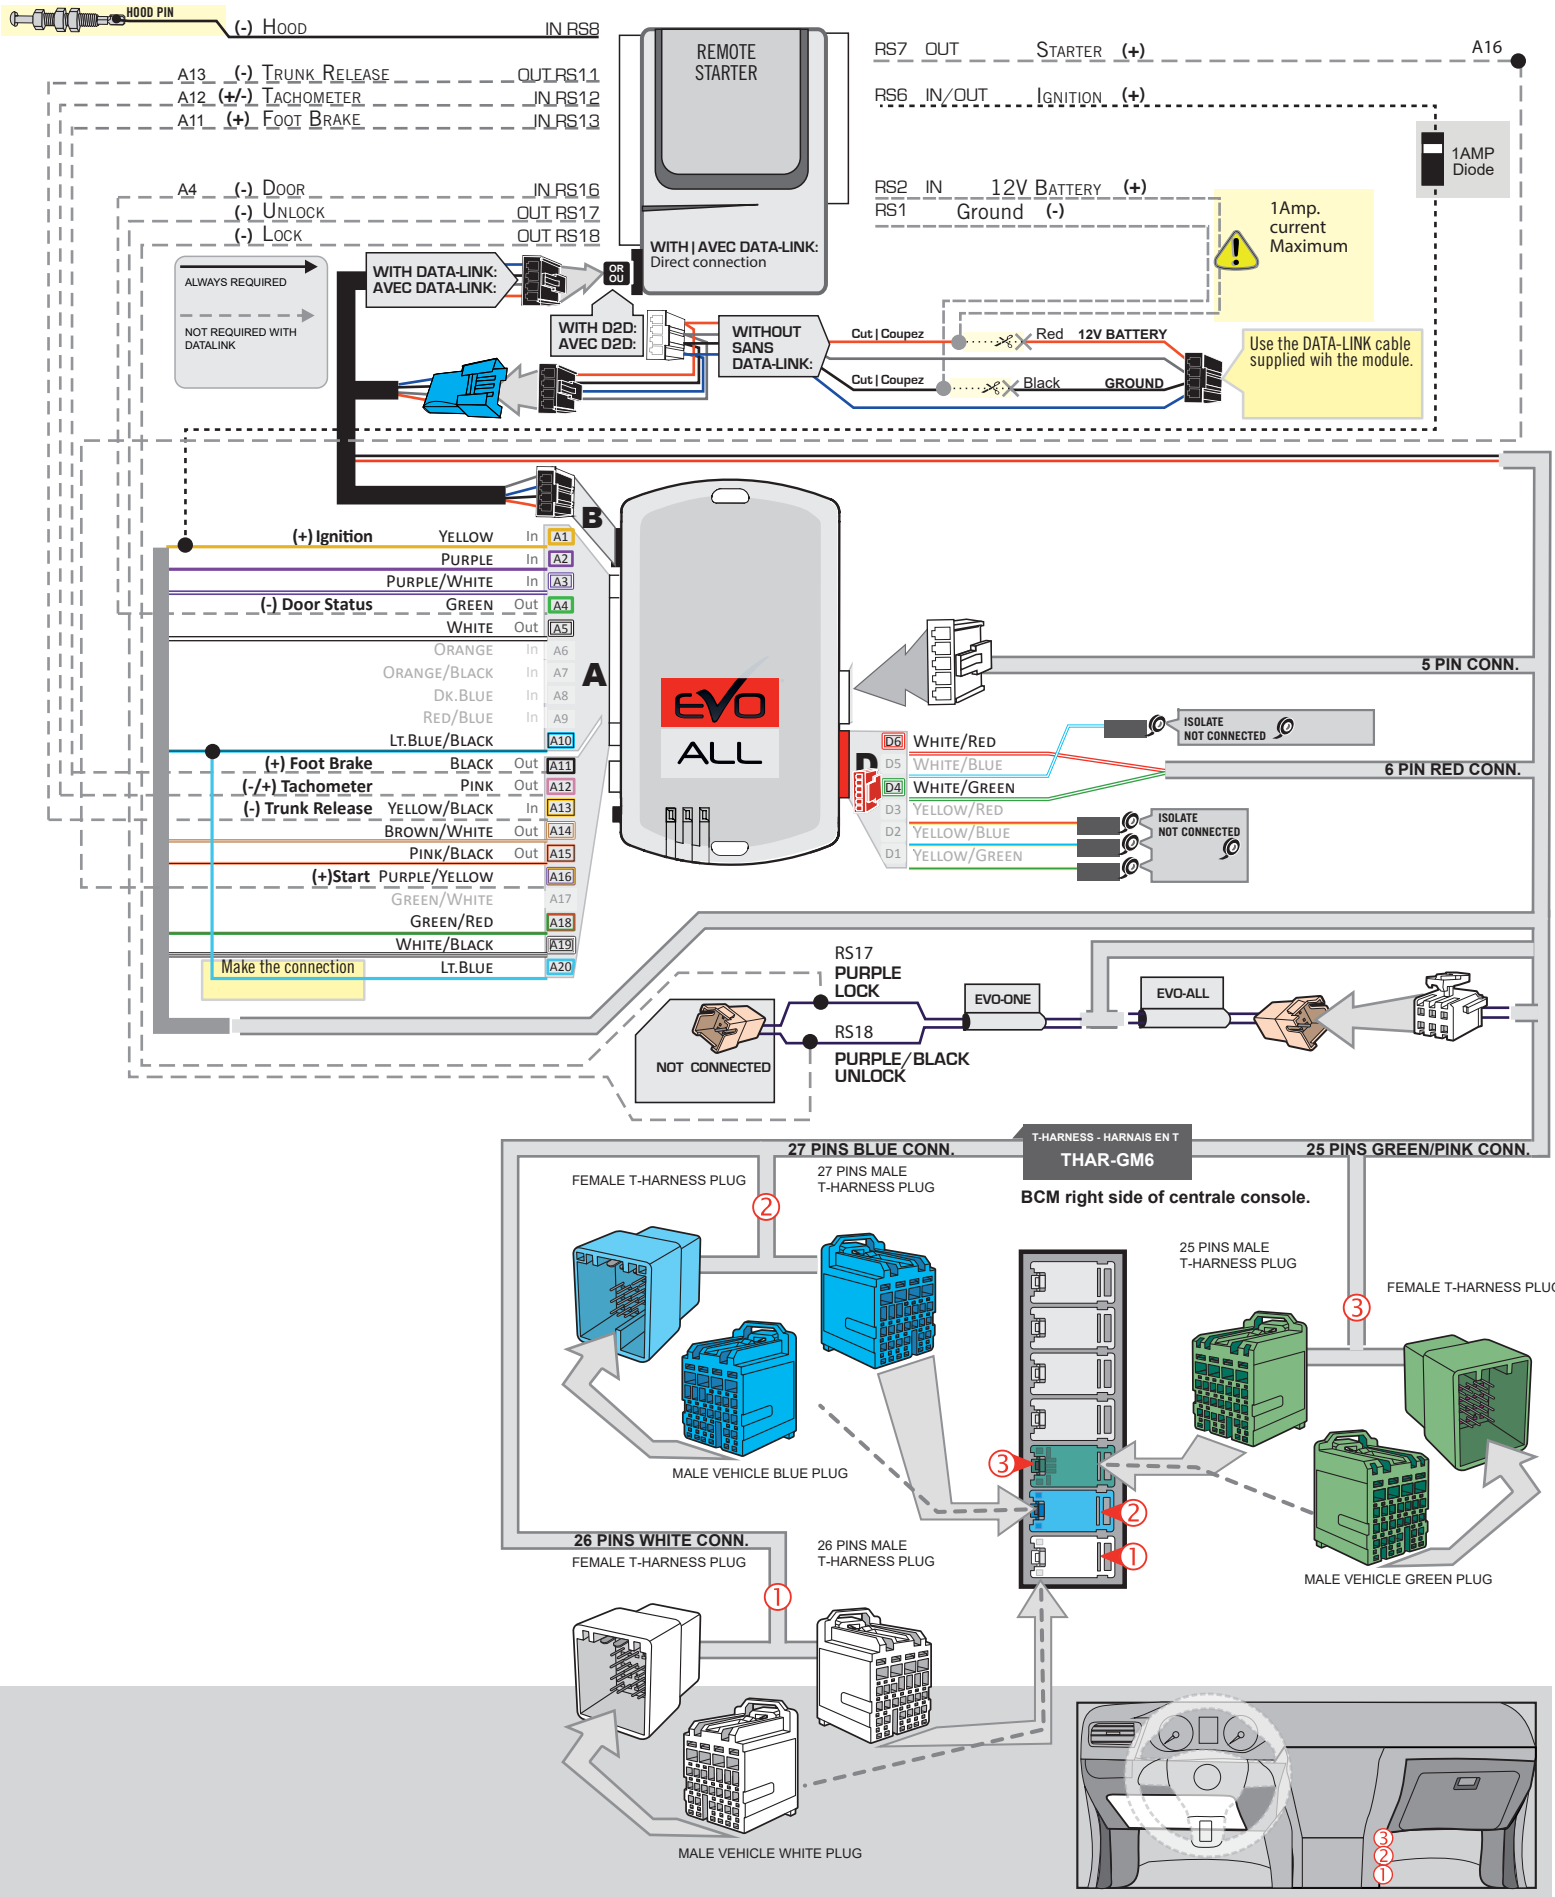 HOOD PIN
(-) HOOD IN RS8
A13 (-) TRUNK RELEASE OUT RS11
A12 (+/-) TACHOMETER IN RS12
A11 (+) FOOT BRAKE IN RS13
A4 (-) DOOR IN RS16
(-) UNLOCK OUT RS17
(-) LOCK OUT RS18
REMOTE
STARTER
WITH | AVEC DATA-LINK:
Direct connection
RS7 OUT STARTER (+) A16
RS6 IN/OUT IGNITION (+)
1AMP
Diode
RS2 IN 12V BATTERY (+)
RS1 Ground (-)
1Amp.
current
Maximum
ALWAYS REQUIRED
NOT REQUIRED WITH
DATALINK
WITH DATA-LINK:
AVEC DATA-LINK:
OR
OU
WITH D2D:
AVEC D2D:
WITHOUT
SANS
DATA-LINK:
Cut | Coupez Red 12V BATTERY
Cut | Coupez Black GROUND
Use the DATA-LINK cable
supplied wih the module.
B
A
D
(+) Ignition YELLOW In A1
PURPLE In A2
PURPLE/WHITE In A3
(-) Door Status GREEN Out A4
WHITE Out A5
ORANGE In A6
ORANGE/BLACK In A7
DK.BLUE In A8
RED/BLUE In A9
LT.BLUE/BLACK A10
(+) Foot Brake BLACK Out A11
(-/+) Tachometer PINK Out A12
(-) Trunk Release YELLOW/BLACK In A13
BROWN/WHITE Out A14
PINK/BLACK Out A15
(+)Start PURPLE/YELLOW A16
GREEN/WHITE A17
GREEN/RED A18
WHITE/BLACK A19
Make the connection LT.BLUE A20
EVO
ALL
5 PIN CONN.
D6 WHITE/RED
D5 WHITE/BLUE
D4 WHITE/GREEN
D3 YELLOW/RED
D2 YELLOW/BLUE
D1 YELLOW/GREEN
ISOLATE
NOT CONNECTED
6 PIN RED CONN.
ISOLATE
NOT CONNECTED
RS17
PURPLE
LOCK
RS18
PURPLE/BLACK
UNLOCK
NOT CONNECTED
EVO-ONE
EVO-ALL
T-HARNESS - HARNAIS EN T
THAR-GM6
27 PINS BLUE CONN.
25 PINS GREEN/PINK CONN.
BCM right side of centrale console.
FEMALE T-HARNESS PLUG
27 PINS MALE
T-HARNESS PLUG
2
MALE VEHICLE BLUE PLUG
25 PINS MALE
T-HARNESS PLUG
FEMALE T-HARNESS PLUG
3
MALE VEHICLE GREEN PLUG
3
2
1
26 PINS WHITE CONN.
FEMALE T-HARNESS PLUG
26 PINS MALE
T-HARNESS PLUG
1
MALE VEHICLE WHITE PLUG
3
2
1